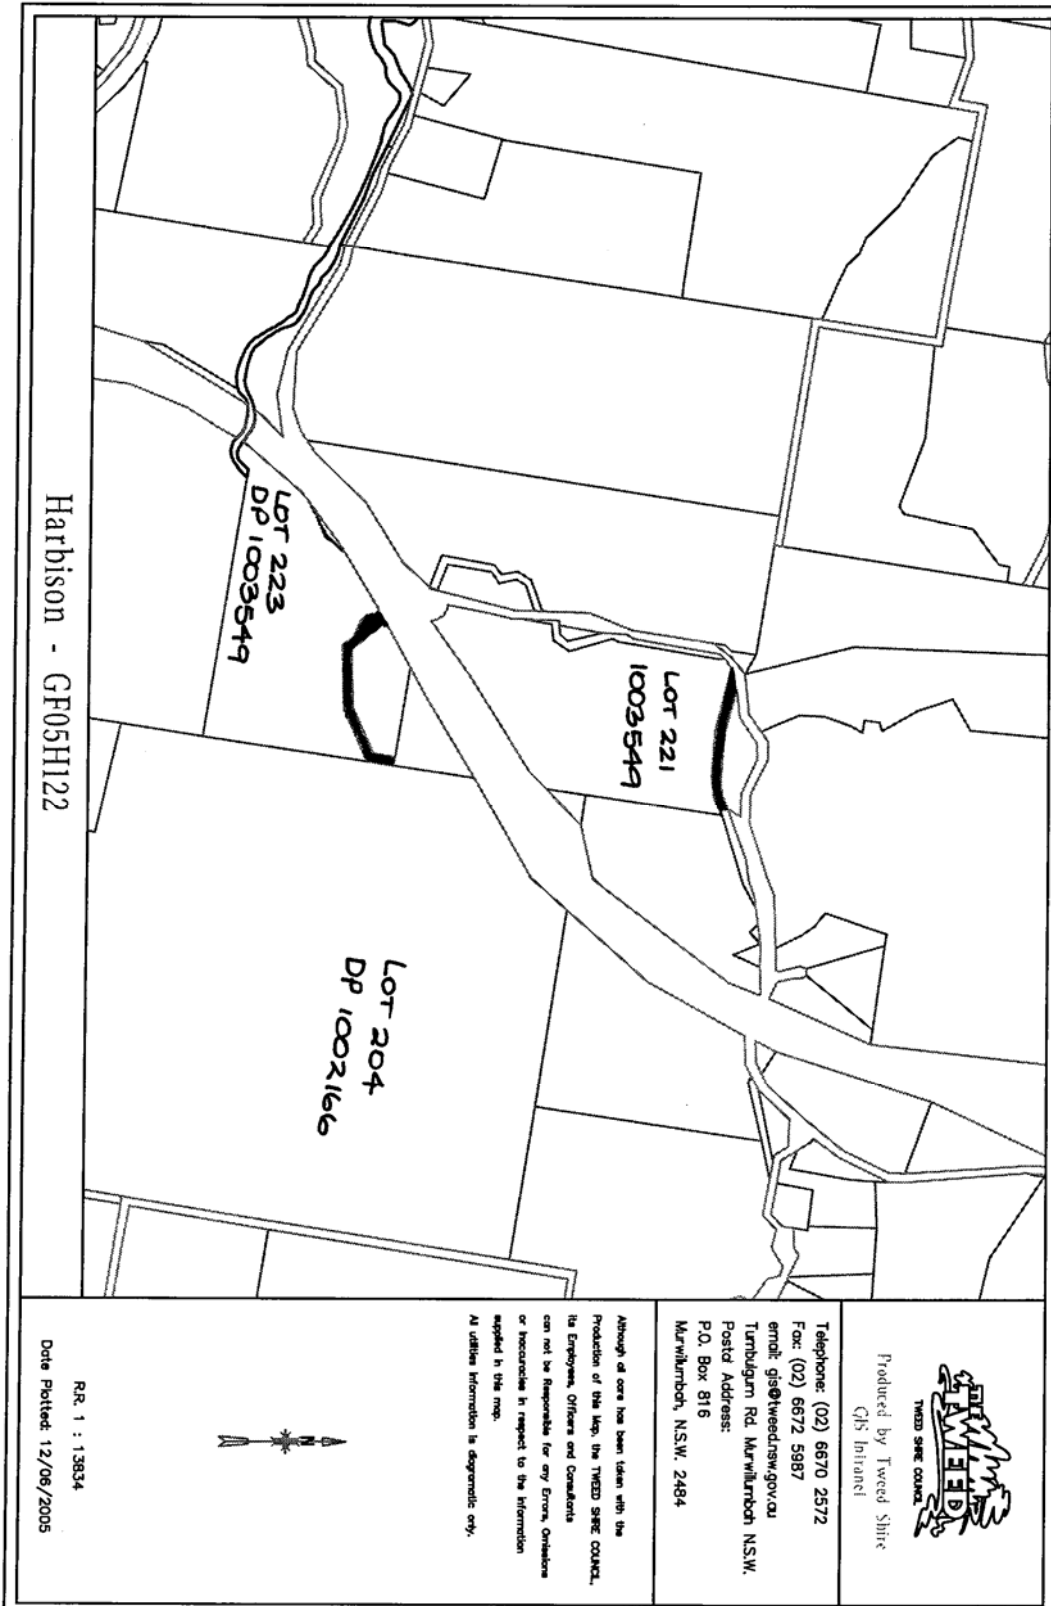 LOT 221
1003549
LOT 223
DP 1003549
LOT 204
DP 1002166
Harbison - GF05H122
THE
TWEED
TWEED SHIRE COUNCIL
Produced by Tweed Shire
GIS Intranet
Telephone: (02) 6670 2572
Fax: (02) 6672 5987
email: gis@tweed.nsw.gov.au
Tumbulgum Rd. Murwillumbah N.S.W.
Postal Address:
P.O. Box 816
Murwillumbah, N.S.W. 2484
Although all care has been taken with the
Production of this Map, the TWEED SHIRE COUNCIL,
its Employees, Officers and Consultants
can not be Responsible for any Errors, Omissions
or Inaccuracies in respect to the information
supplied in this map.
All utilities information is diagramatic only.
N
R.R. 1 : 13834
Date Plotted: 12/06/2005